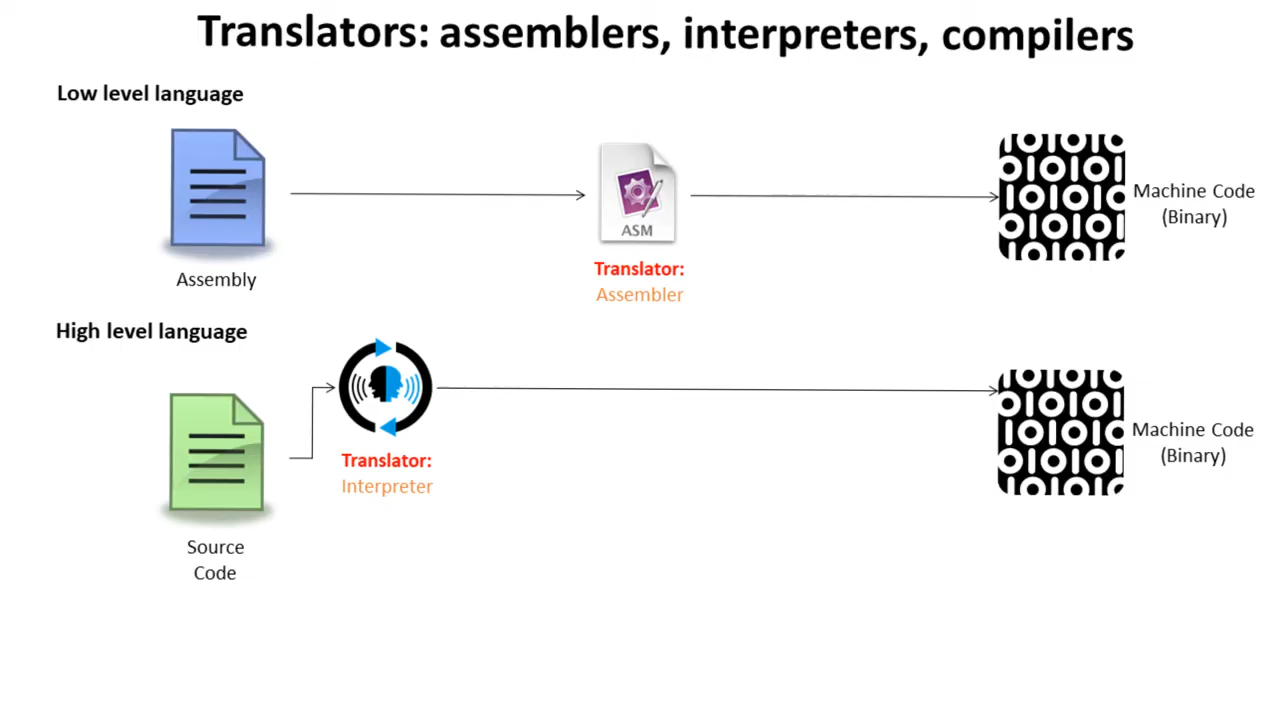 Translators: assemblers, interpreters, compilers
Low level language
ASM
Machine Code
(Binary)
Translator:
Assembler
Assembly
High level language
Machine Code
(Binary)
Translator:
Interpreter
Source
Code